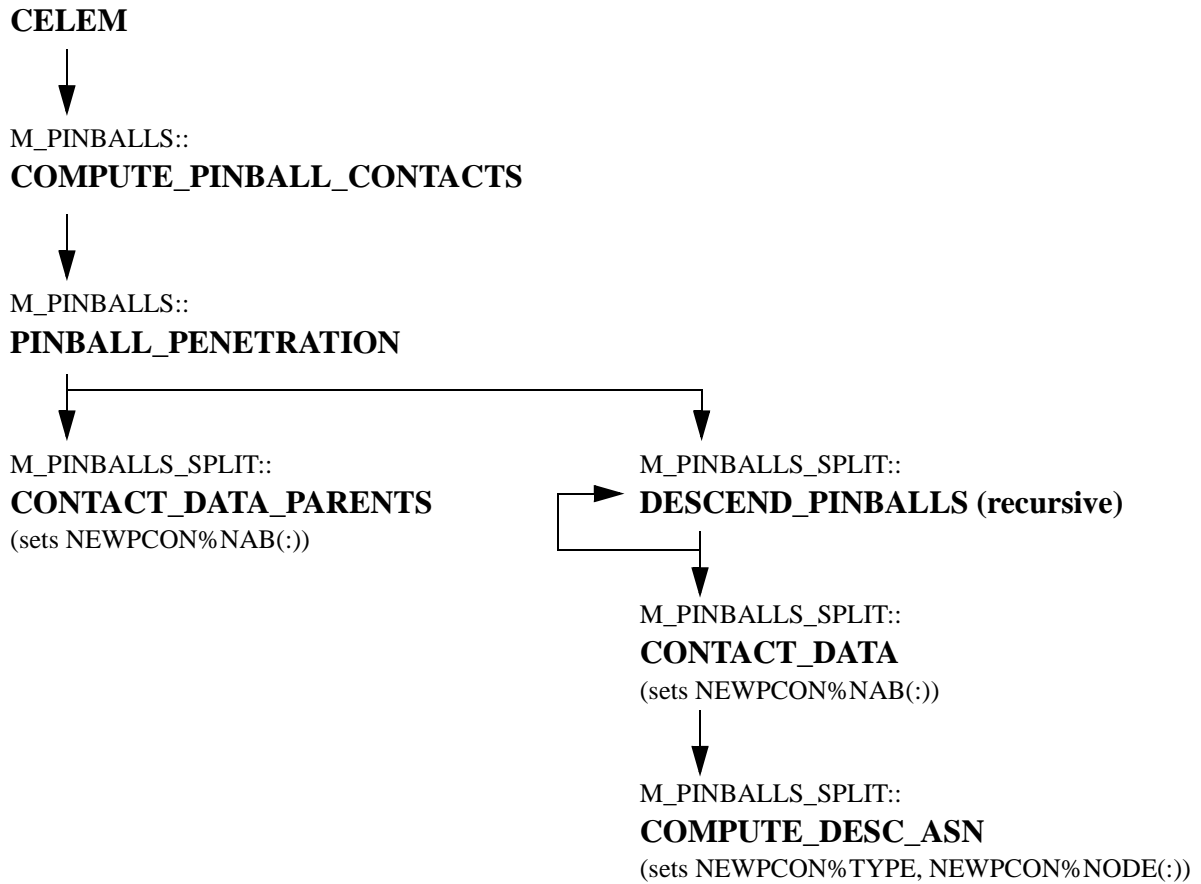 CELEM
M_PINBALLS::
COMPUTE_PINBALL_CONTACTS
M_PINBALLS::
PINBALL_PENETRATION
M_PINBALLS_SPLIT::
CONTACT_DATA_PARENTS
(sets NEWPCON%NAB(:))
M_PINBALLS_SPLIT::
DESCEND_PINBALLS (recursive)
M_PINBALLS_SPLIT::
CONTACT_DATA
(sets NEWPCON%NAB(:))
M_PINBALLS_SPLIT::
COMPUTE_DESC_ASN
(sets NEWPCON%TYPE, NEWPCON%NODE(:))